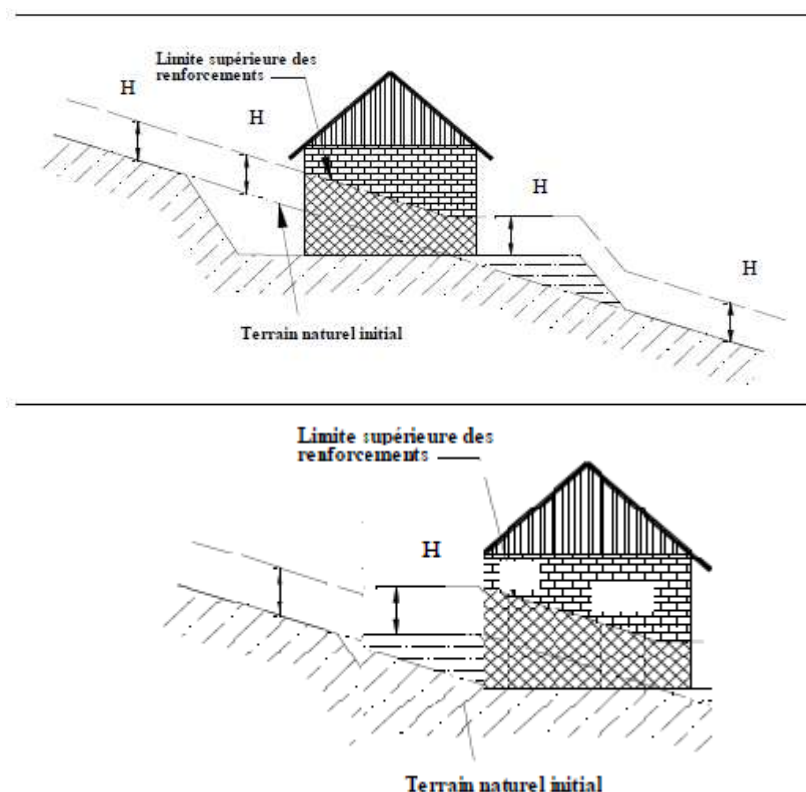 Limite supérieure des
renforcements
H
H
H
H
Terrain naturel initial
Limite supérieure des
renforcements
H
Terrain naturel initial